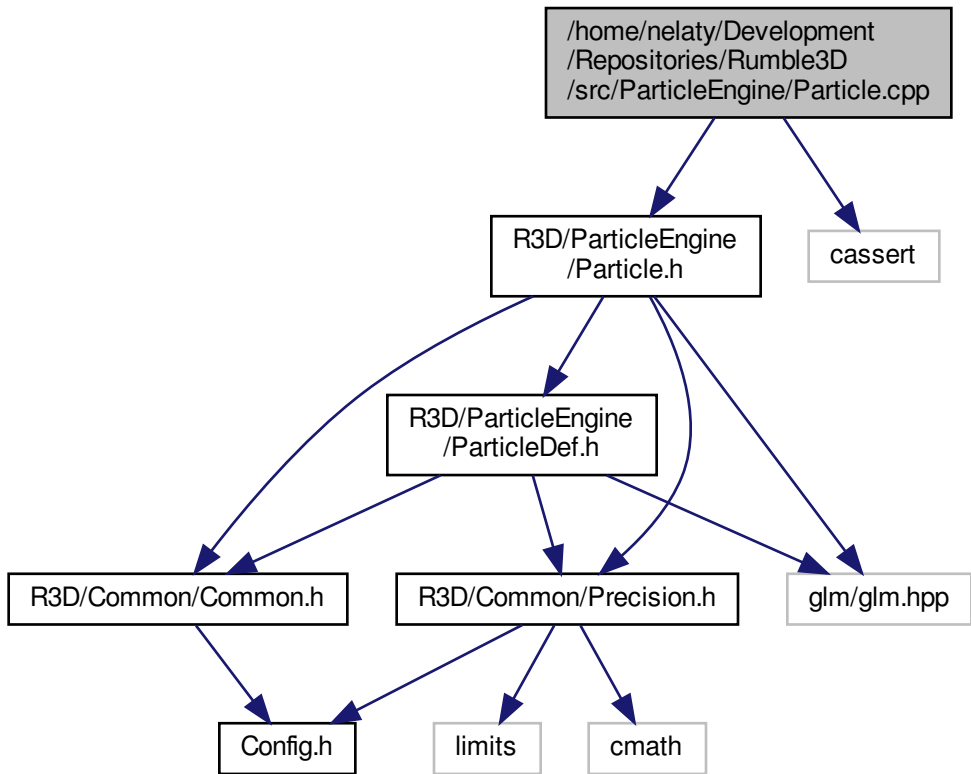 /home/nelaty/Development
/Repositories/Rumble3D
/src/ParticleEngine/Particle.cpp
R3D/ParticleEngine
/Particle.h
cassert
R3D/ParticleEngine
/ParticleDef.h
R3D/Common/Common.h
R3D/Common/Precision.h
glm/glm.hpp
Config.h
limits
cmath